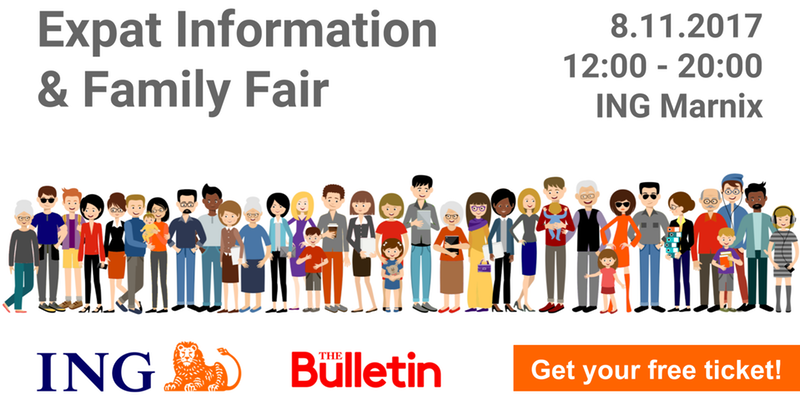 Expat Information
& Family Fair
8.11.2017
12:00 - 20:00
ING Marnix
ING
THE
Bulletin
Get your free ticket!